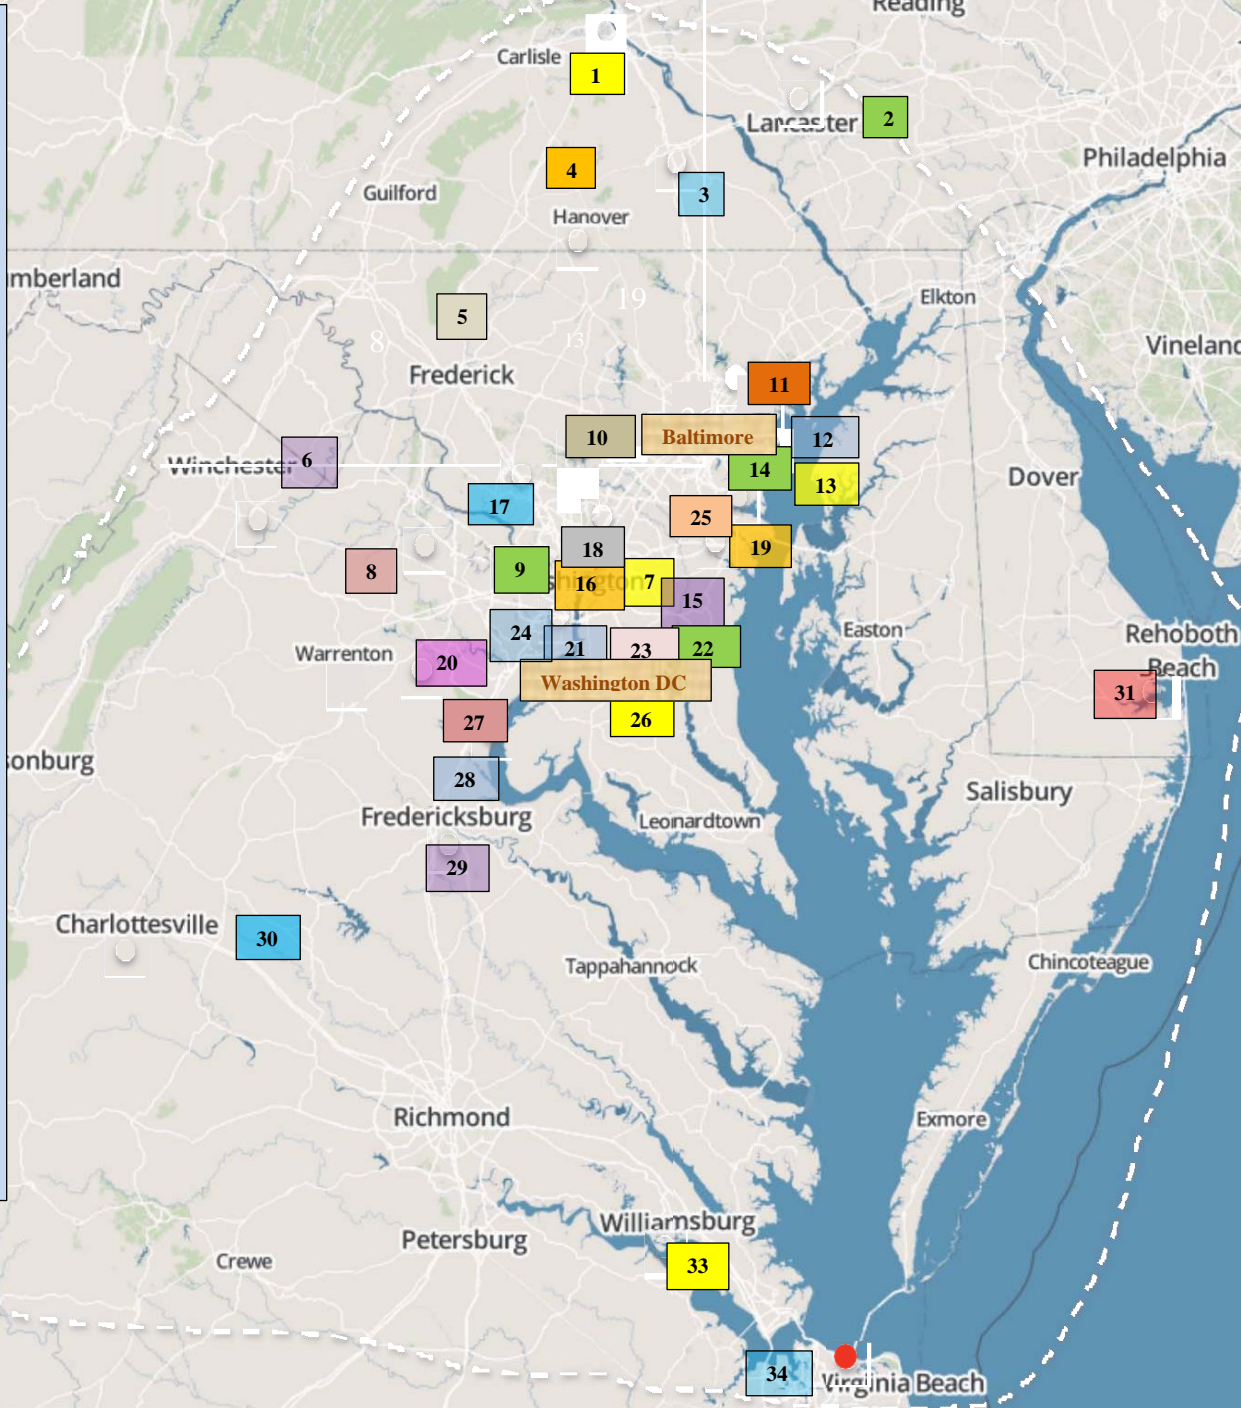 Reading
Carlisle
1
Lancaster
2
Philadelphia
4
Guilford
3
Hanover
umberland
Elkton
19
5
8
13
Vineland
Frederick
11
10
Baltimore
12
Winchester
6
14
Dover
13
17
25
18
19
9
8
shington
16
7
15
24
Easton
21
23
22
Rehoboth
Beach
Warrenton
20
Washington DC
31
27
26
sonburg
28
Salisbury
Fredericksburg
Leonardtown
29
Charlottesville
30
Tappahannock
Chincoteague
Richmond
Exmore
Williamsburg
Petersburg
Crewe
33
34
Virginia Beach